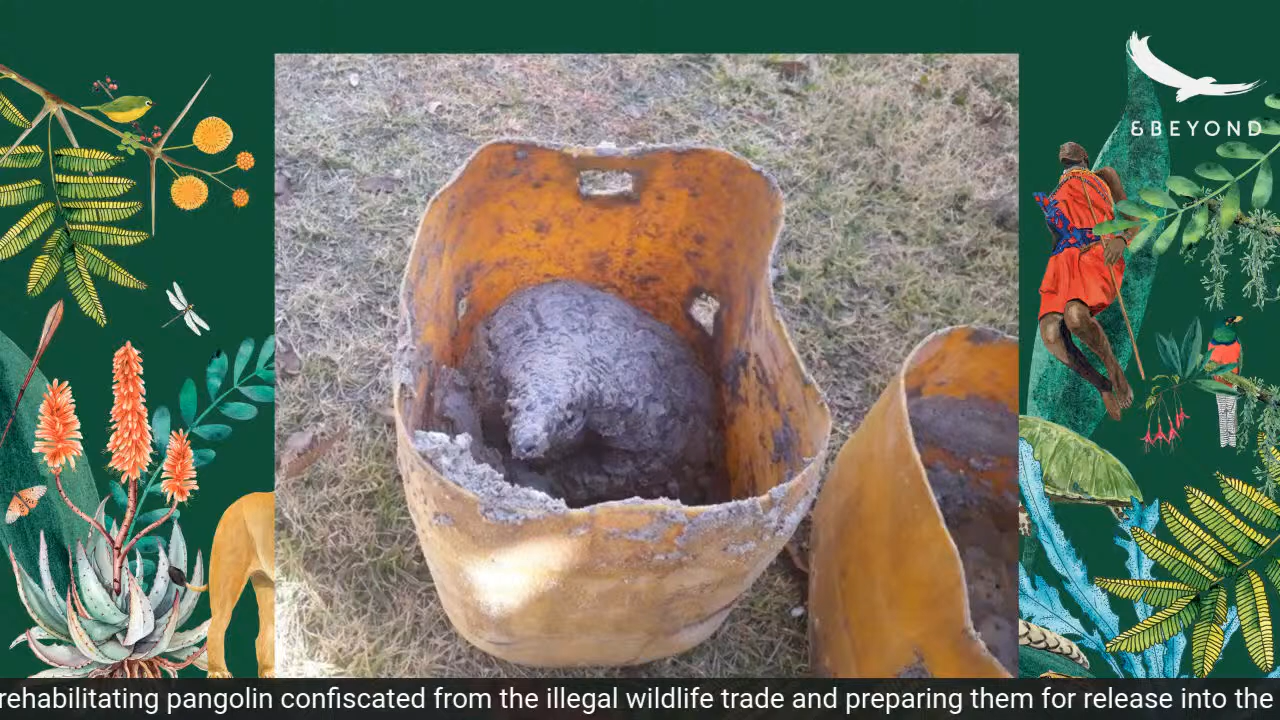 &BEYOND
rehabilitating pangolin confiscated from the illegal wildlife trade and preparing them for release into the